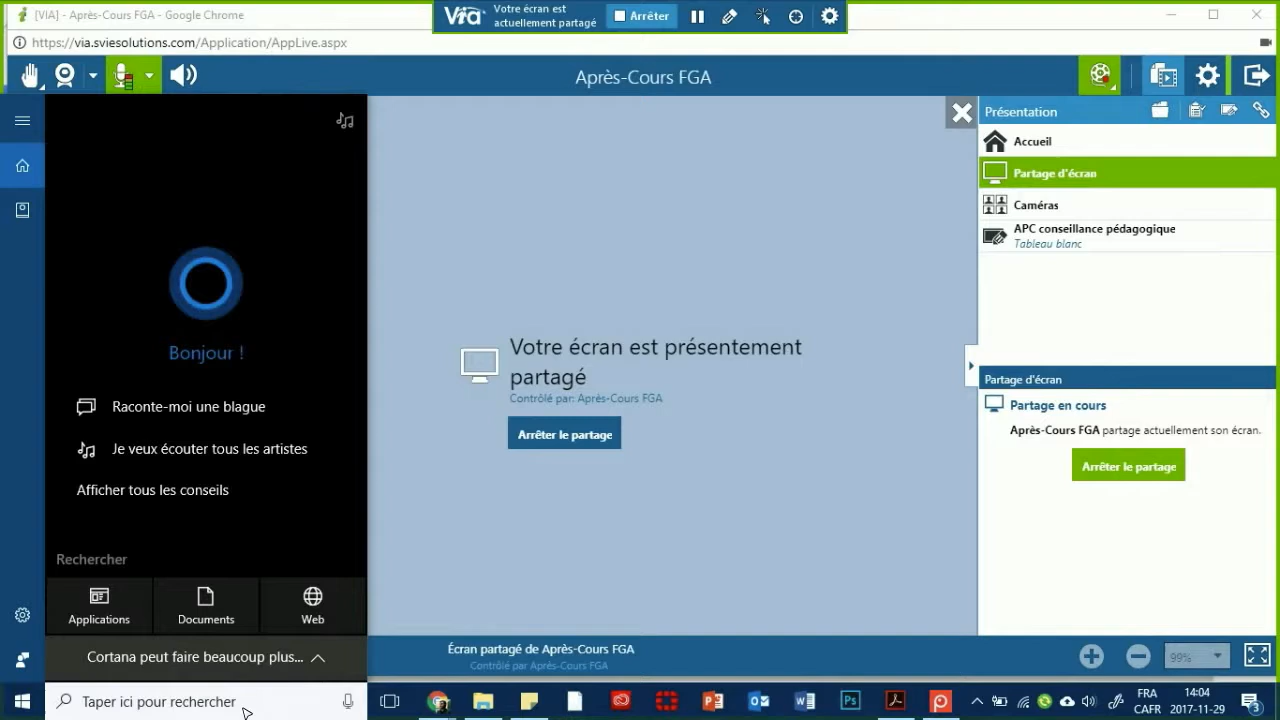 [VIA] - Après-Cours FGA - Google Chrome
Via
Votre écran est
actuellement partagé
Arrêter
https://via.sviesolutions.com/Application/AppLive.aspx
Après-Cours FGA
Présentation
Accueil
Partage d'écran
Caméras
APC conseillance pédagogique
Tableau blanc
Bonjour !
Raconte-moi une blague
Je veux écouter tous les artistes
Afficher tous les conseils
Rechercher
Applications
Documents
Web
Cortana peut faire beaucoup plus...
Taper ici pour rechercher
Votre écran est présentement
partagé
Contrôlé par: Après-Cours FGA
Arrêter le partage
Partage d'écran
Partage en cours
Après-Cours FGA partage actuellement son écran.
Arrêter le partage
Écran partagé de Après-Cours FGA
Contrôlé par Après-Cours FGA
99%
FRA
CAFR
14:04
2017-11-29
3